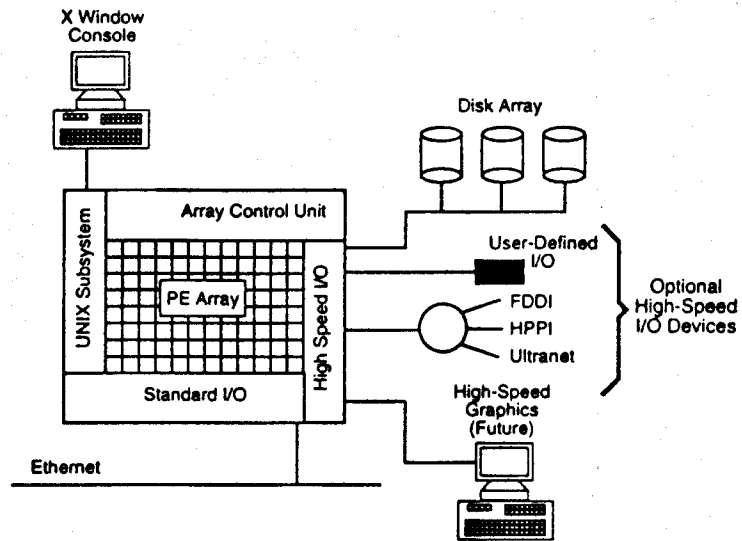 X Window
Console
Disk Array
Array Control Unit
UNIX Subsystem
PE Array
High Speed I/O
Standard I/O
User-Defined
I/O
FDDI
HPPI
Ultranet
Optional
High-Speed
I/O Devices
High-Speed
Graphics
(Future)
Ethernet